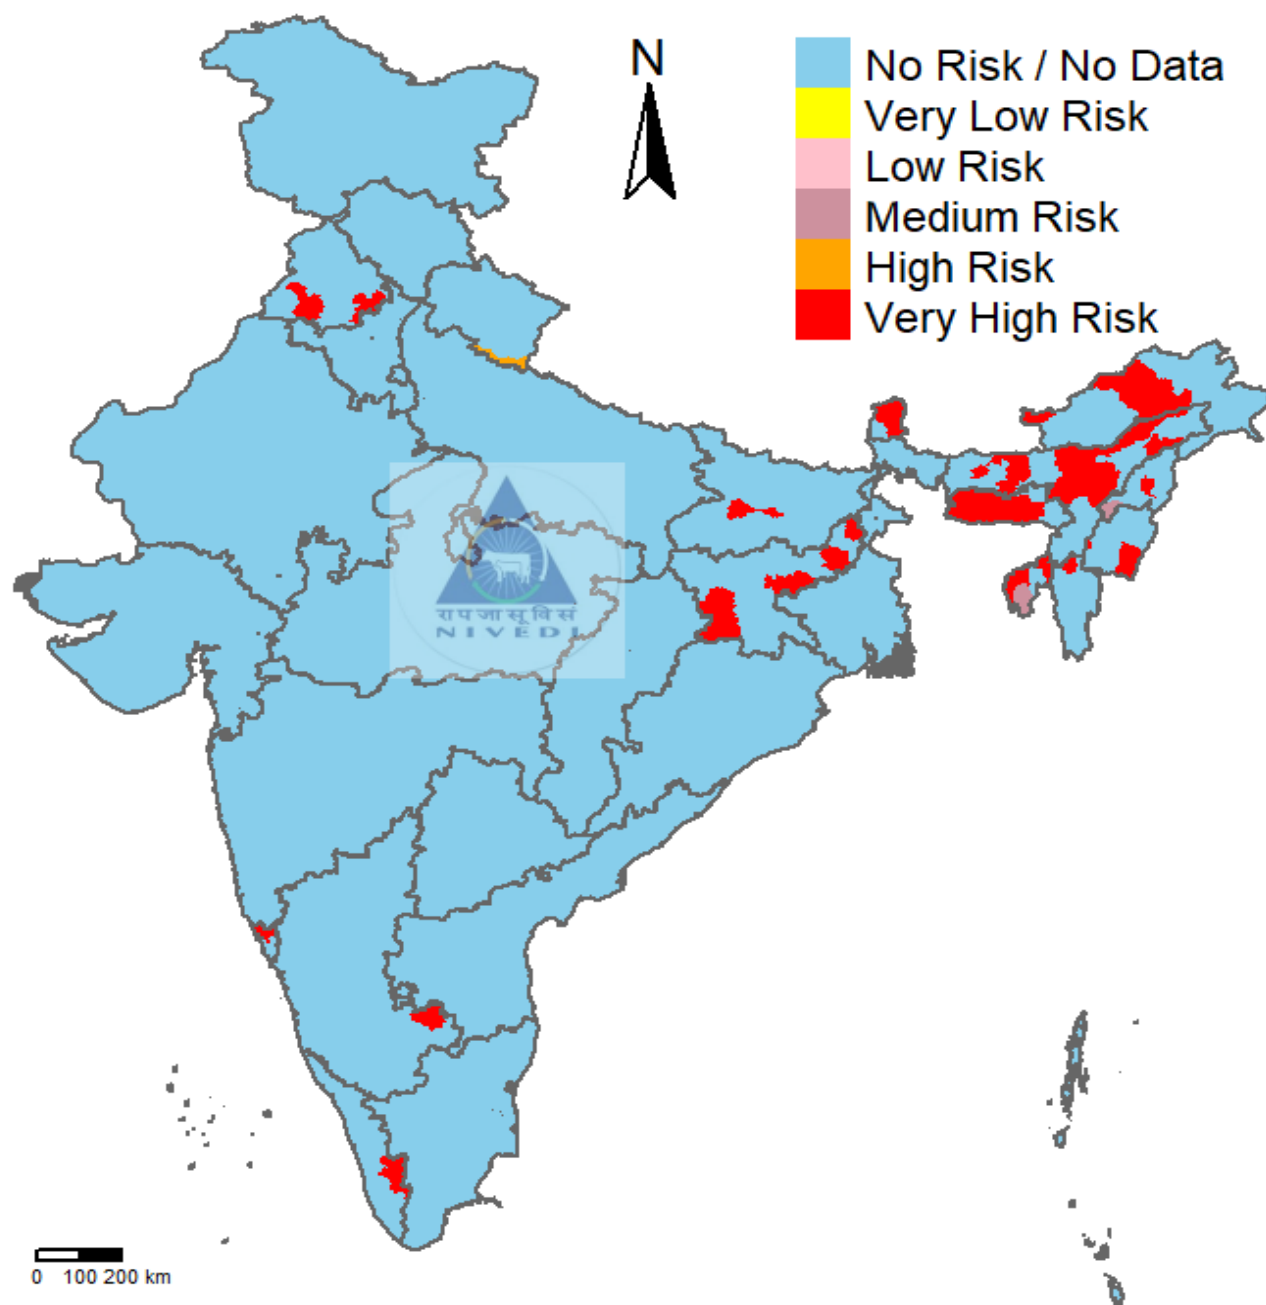 N
No Risk / No Data
Very Low Risk
Low Risk
Medium Risk
High Risk
Very High Risk
रा प जा सू वि सं
NIVEDI
0 100 200 km